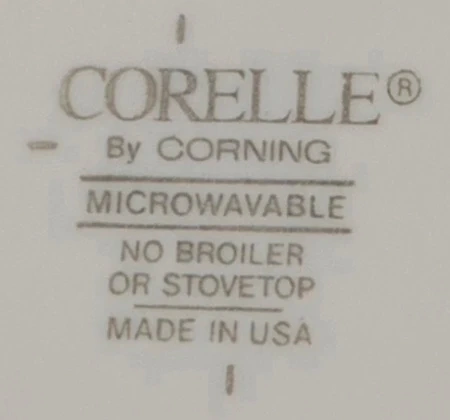 CORELLE®
By CORNING
MICROWAVABLE
NO BROILER
OR STOVETOP
MADE IN USA